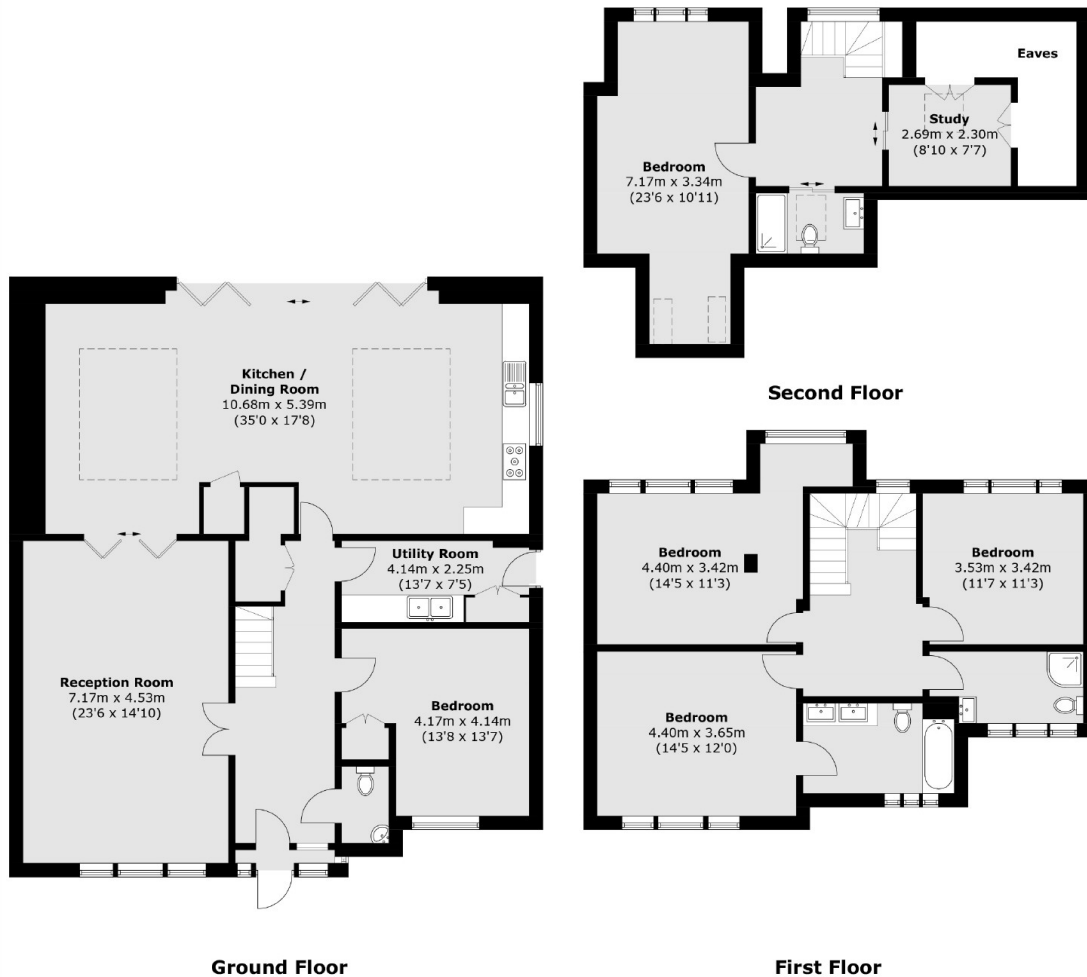 Eaves
Study
2.69m x 2.30m
(8'10 x 7'7)
Bedroom
7.17m x 3.34m
(23'6 x 10'11)
Second Floor
Kitchen /
Dining Room
10.68m x 5.39m
(35'0 x 17'8)
Utility Room
4.14m x 2.25m
(13'7 x 7'5)
Reception Room
7.17m x 4.53m
(23'6 x 14'10)
Bedroom
4.17m x 4.14m
(13'8 x 13'7)
Ground Floor
Bedroom
4.40m x 3.42m
(14'5 x 11'3)
Bedroom
3.53m x 3.42m
(11'7 x 11'3)
Bedroom
4.40m x 3.65m
(14'5 x 12'0)
First Floor